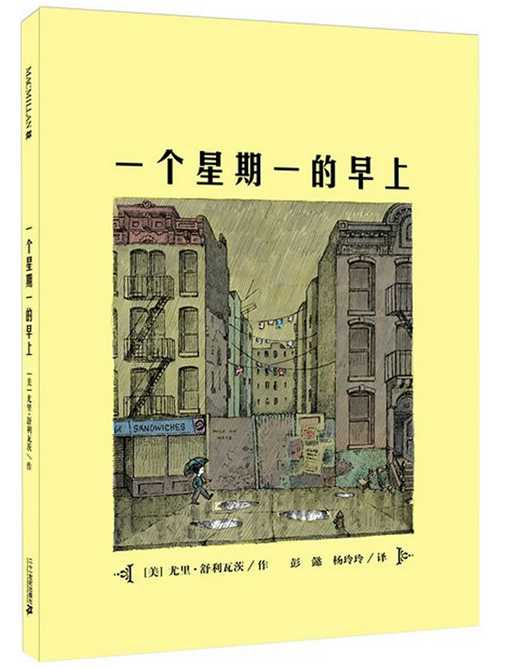 MACMILLAN
一个星期一的早上
[美] 尤里·舒利瓦茨/作
一个星期一的早上
SANDWICHES
[美] 尤里·舒利瓦茨/作 彭 懿 杨玲玲/译